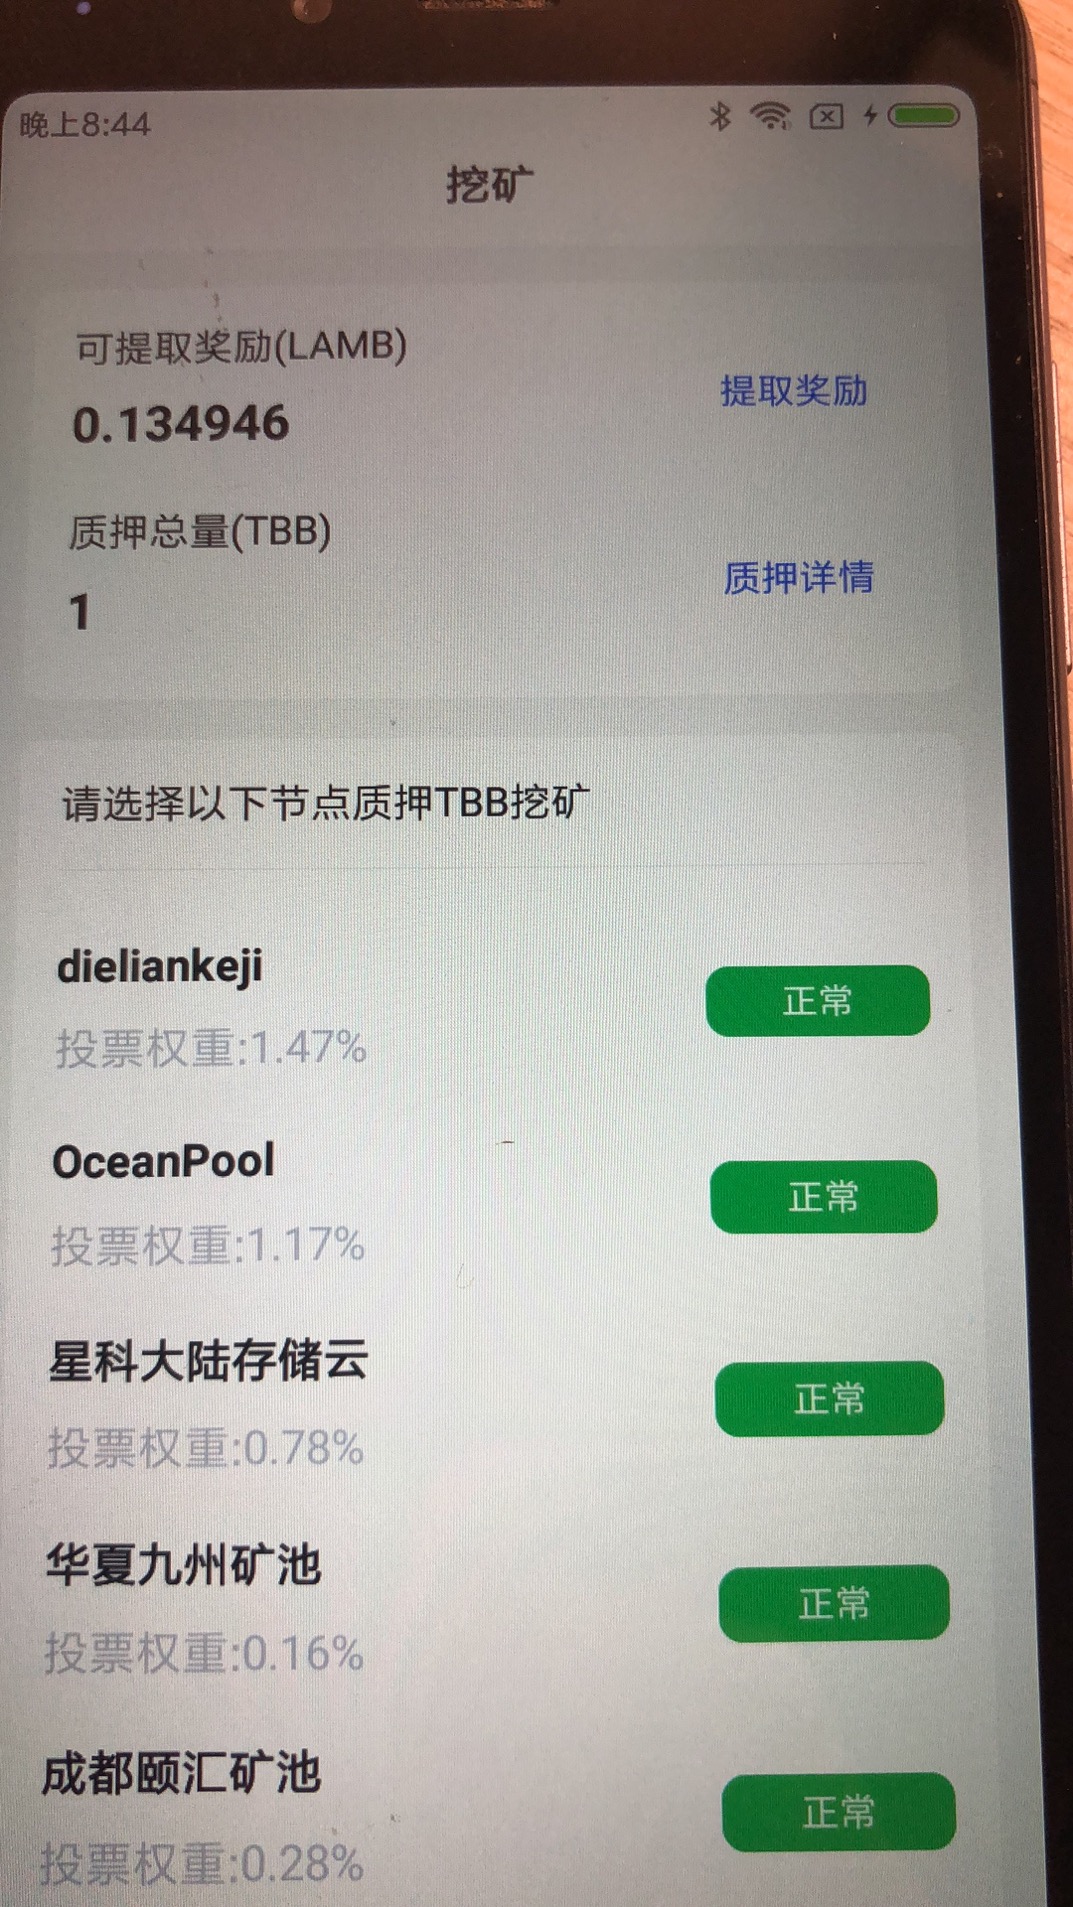 晚上8:44
挖矿
可提取奖励(LAMB)
0.134946
提取奖励
质押总量(TBB)
1
质押详情
请选择以下节点质押TBB挖矿
dieliankeji
投票权重:1.47%
正常
OceanPool
投票权重:1.17%
正常
星科大陆存储云
投票权重:0.78%
正常
华夏九州矿池
投票权重:0.16%
正常
成都颐汇矿池
投票权重:0.28%
正常